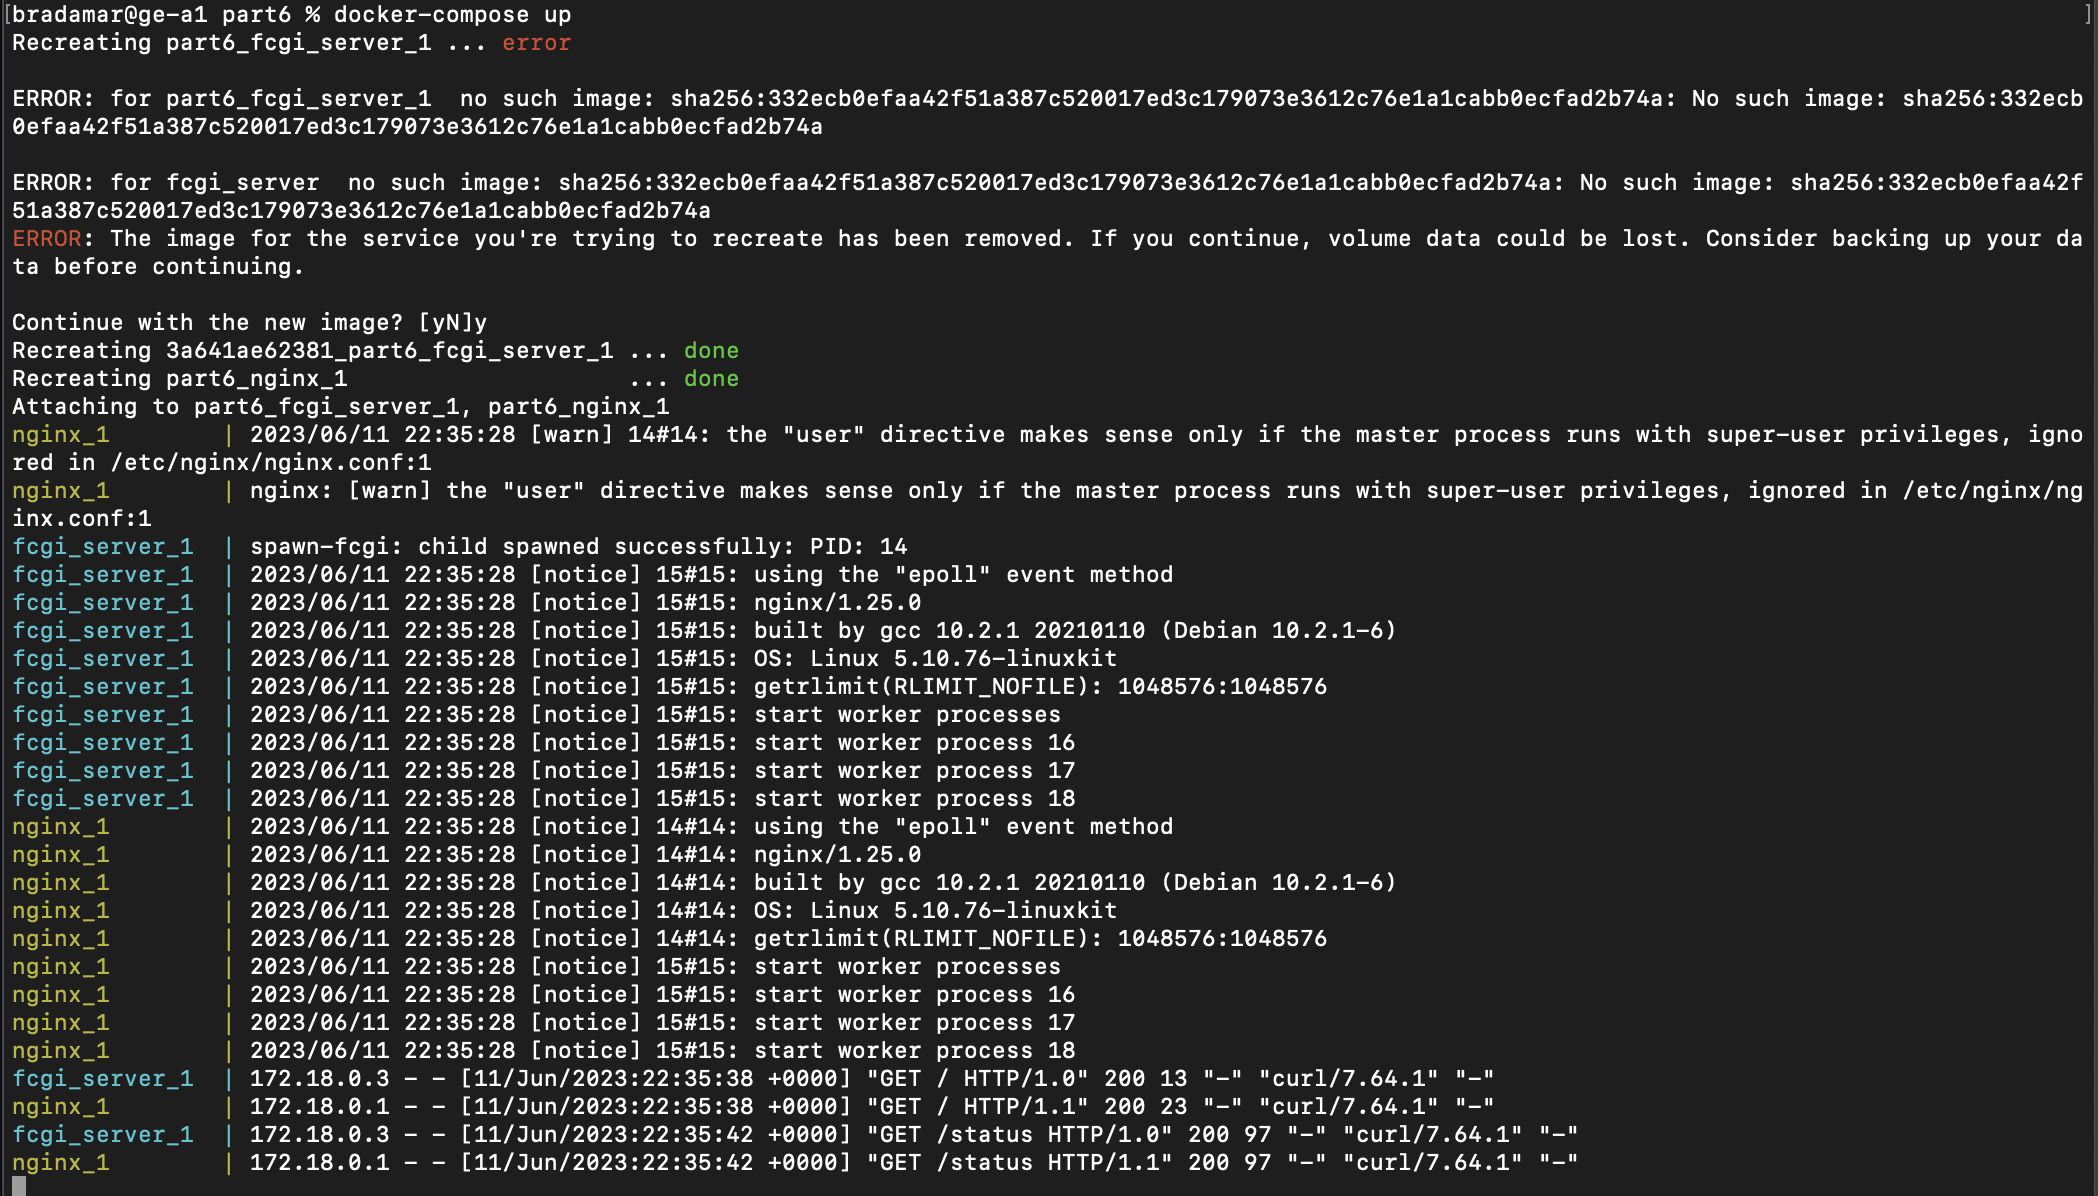 [bradamar@ge-a1 part6 % docker-compose up ]
Recreating part6_fcgi_server_1 ... error
ERROR: for part6_fcgi_server_1  no such image: sha256:332ecb0efaa42f51a387c520017ed3c179073e3612c76e1a1cabb0ecfad2b74a: No such image: sha256:332ecb
0efaa42f51a387c520017ed3c179073e3612c76e1a1cabb0ecfad2b74a
ERROR: for fcgi_server  no such image: sha256:332ecb0efaa42f51a387c520017ed3c179073e3612c76e1a1cabb0ecfad2b74a: No such image: sha256:332ecb0efaa42f
51a387c520017ed3c179073e3612c76e1a1cabb0ecfad2b74a
ERROR: The image for the service you're trying to recreate has been removed. If you continue, volume data could be lost. Consider backing up your da
ta before continuing.
Continue with the new image? [yN]y
Recreating 3a641ae62381_part6_fcgi_server_1 ... done
Recreating part6_nginx_1                    ... done
Attaching to part6_fcgi_server_1, part6_nginx_1
nginx_1        | 2023/06/11 22:35:28 [warn] 14#14: the "user" directive makes sense only if the master process runs with super-user privileges, igno
red in /etc/nginx/nginx.conf:1
nginx_1        | nginx: [warn] the "user" directive makes sense only if the master process runs with super-user privileges, ignored in /etc/nginx/ng
inx.conf:1
fcgi_server_1  | spawn-fcgi: child spawned successfully: PID: 14
fcgi_server_1  | 2023/06/11 22:35:28 [notice] 15#15: using the "epoll" event method
fcgi_server_1  | 2023/06/11 22:35:28 [notice] 15#15: nginx/1.25.0
fcgi_server_1  | 2023/06/11 22:35:28 [notice] 15#15: built by gcc 10.2.1 20210110 (Debian 10.2.1-6)
fcgi_server_1  | 2023/06/11 22:35:28 [notice] 15#15: OS: Linux 5.10.76-linuxkit
fcgi_server_1  | 2023/06/11 22:35:28 [notice] 15#15: getrlimit(RLIMIT_NOFILE): 1048576:1048576
fcgi_server_1  | 2023/06/11 22:35:28 [notice] 15#15: start worker processes
fcgi_server_1  | 2023/06/11 22:35:28 [notice] 15#15: start worker process 16
fcgi_server_1  | 2023/06/11 22:35:28 [notice] 15#15: start worker process 17
fcgi_server_1  | 2023/06/11 22:35:28 [notice] 15#15: start worker process 18
nginx_1        | 2023/06/11 22:35:28 [notice] 14#14: using the "epoll" event method
nginx_1        | 2023/06/11 22:35:28 [notice] 14#14: nginx/1.25.0
nginx_1        | 2023/06/11 22:35:28 [notice] 14#14: built by gcc 10.2.1 20210110 (Debian 10.2.1-6)
nginx_1        | 2023/06/11 22:35:28 [notice] 14#14: OS: Linux 5.10.76-linuxkit
nginx_1        | 2023/06/11 22:35:28 [notice] 14#14: getrlimit(RLIMIT_NOFILE): 1048576:1048576
nginx_1        | 2023/06/11 22:35:28 [notice] 15#15: start worker processes
nginx_1        | 2023/06/11 22:35:28 [notice] 15#15: start worker process 16
nginx_1        | 2023/06/11 22:35:28 [notice] 15#15: start worker process 17
nginx_1        | 2023/06/11 22:35:28 [notice] 15#15: start worker process 18
fcgi_server_1  | 172.18.0.3 - - [11/Jun/2023:22:35:38 +0000] "GET / HTTP/1.0" 200 13 "-" "curl/7.64.1" "-"
nginx_1        | 172.18.0.1 - - [11/Jun/2023:22:35:38 +0000] "GET / HTTP/1.1" 200 23 "-" "curl/7.64.1" "-"
fcgi_server_1  | 172.18.0.3 - - [11/Jun/2023:22:35:42 +0000] "GET /status HTTP/1.0" 200 97 "-" "curl/7.64.1" "-"
nginx_1        | 172.18.0.1 - - [11/Jun/2023:22:35:42 +0000] "GET /status HTTP/1.1" 200 97 "-" "curl/7.64.1" "-"